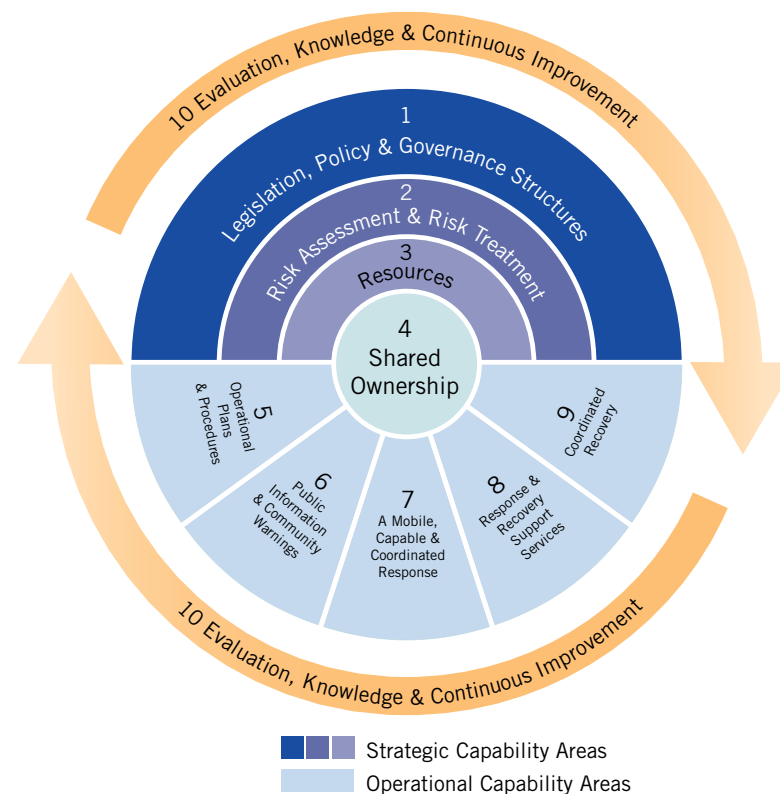 10 Evaluation, Knowledge & Continuous Improvement
1
Legislation, Policy & Governance Structures
2
Risk Assessment & Risk Treatment
3
Resources
4
Shared
Ownership
5
Operational
Plans
& Procedures
6
Public
Information
& Community
Warnings
7
A Mobile,
Capable &
Coordinated
Response
8
Response &
Recovery
Support
Services
9
Coordinated
Recovery
10 Evaluation, Knowledge & Continuous Improvement
Strategic Capability Areas
Operational Capability Areas